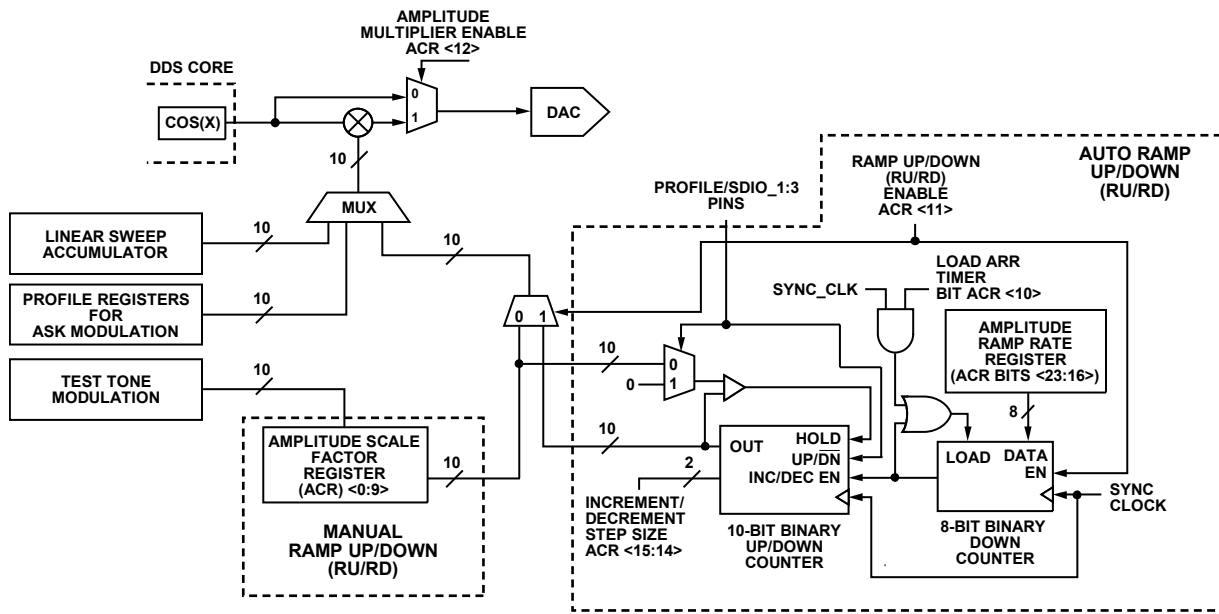 AMPLITUDE
MULTIPLIER ENABLE
ACR <12>
DDS CORE
COS(X)
0
1
DAC
10
MUX
LINEAR SWEEP
ACCUMULATOR
10
PROFILE REGISTERS
FOR
ASK MODULATION
10
TEST TONE
MODULATION
10
10
0 1
AMPLITUDE SCALE
FACTOR
REGISTER
(ACR) <0:9>
10
MANUAL
RAMP UP/DOWN
(RU/RD)
AUTO RAMP
UP/DOWN
(RU/RD)
RAMP UP/DOWN
(RU/RD)
ENABLE
ACR <11>
PROFILE/SDIO_1:3
PINS
SYNC_CLK
LOAD ARR
TIMER
BIT ACR <10>
AMPLITUDE
RAMP RATE
REGISTER
(ACR BITS <23:16>)
8
10
0
0
1
10
OUT
HOLD
UP/DN
INC/DEC EN
2
INCREMENT/
DECREMENT
STEP SIZE
ACR <15:14>
10-BIT BINARY
UP/DOWN
COUNTER
LOAD
DATA
EN
SYNC
CLOCK
8-BIT BINARY
DOWN
COUNTER